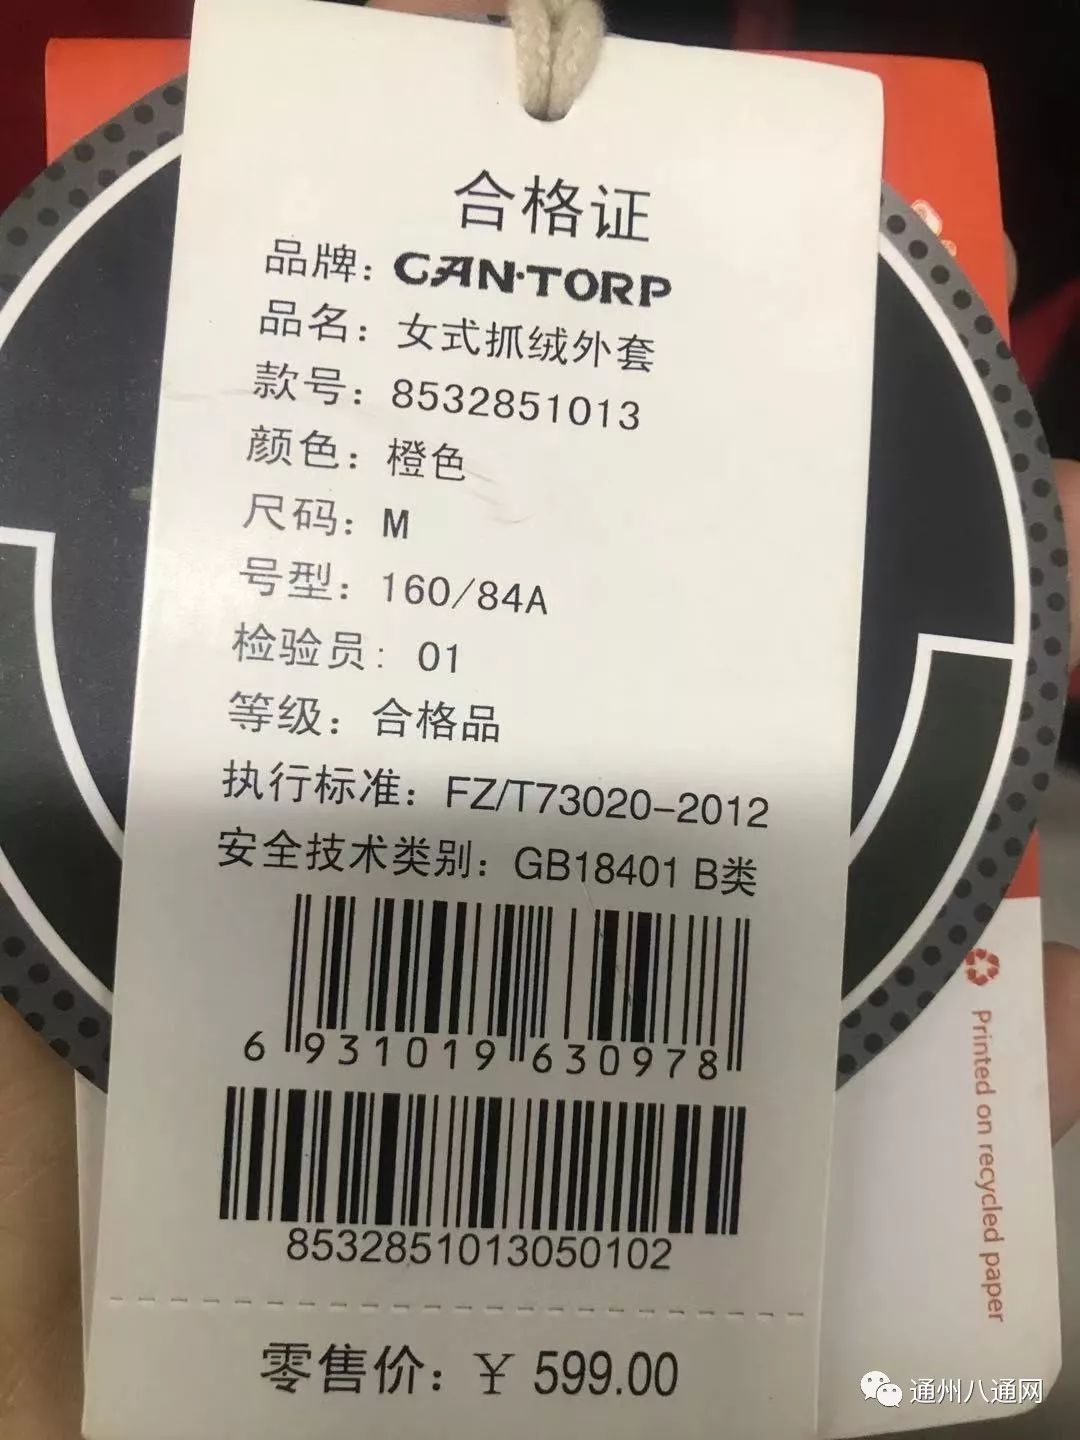 合格证
品牌：CAN·TORP
品名：女式抓绒外套
款号：8532851013
颜色：橙色
尺码：M
号型：160/84A
检验员：01
等级：合格品
执行标准：FZ/T73020-2012
安全技术类别：GB18401 B类
6 931019 630978
8532851013050102
零售价：￥ 599.00
Printed on recycled paper
通州八通网